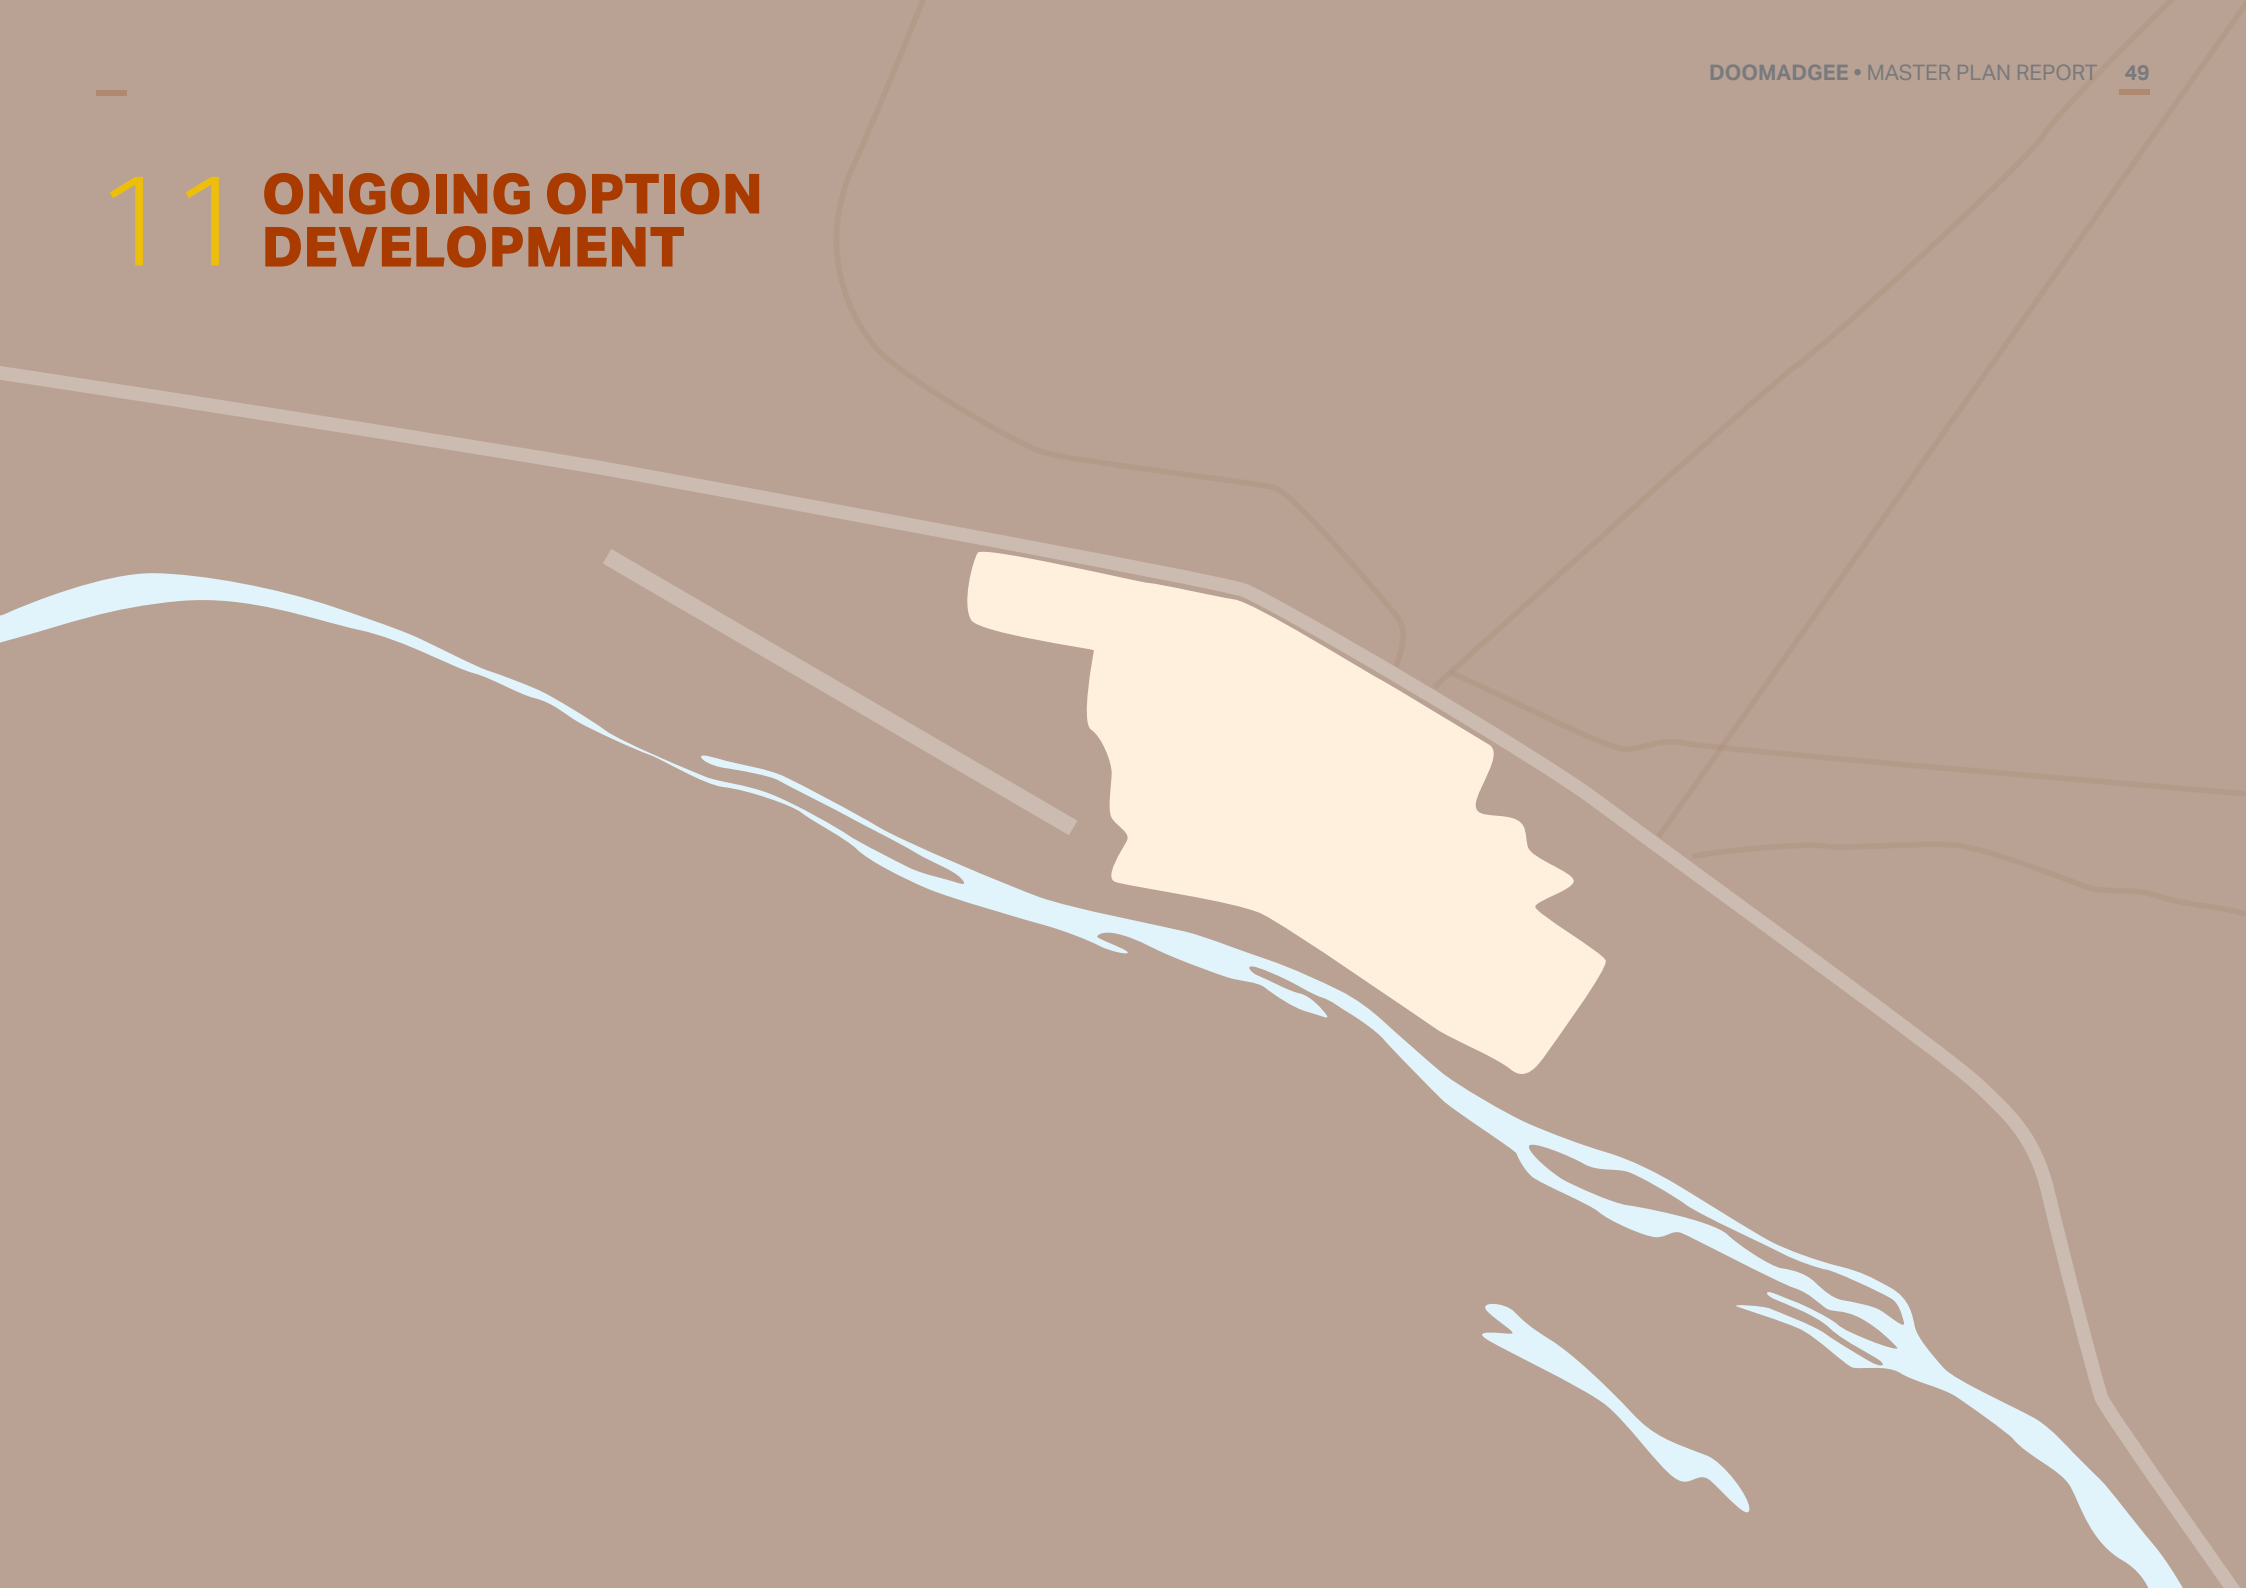 DOOMADGEE • MASTER PLAN REPORT 49
11 ONGOING OPTION
DEVELOPMENT